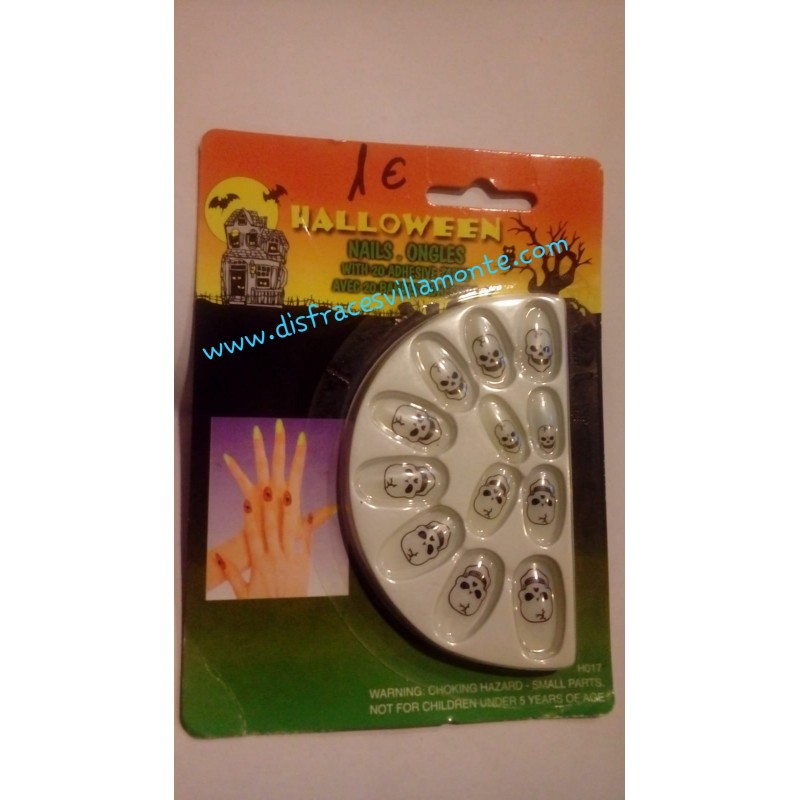 1€
HALLOWEEN
NAILS . ONGLES
WITH 20 ADHESIVE
AVEC 20
www.disfracesvillamonte.com
H017
WARNING: CHOKING HAZARD - SMALL PARTS.
NOT FOR CHILDREN UNDER 5 YEARS OF AGE.